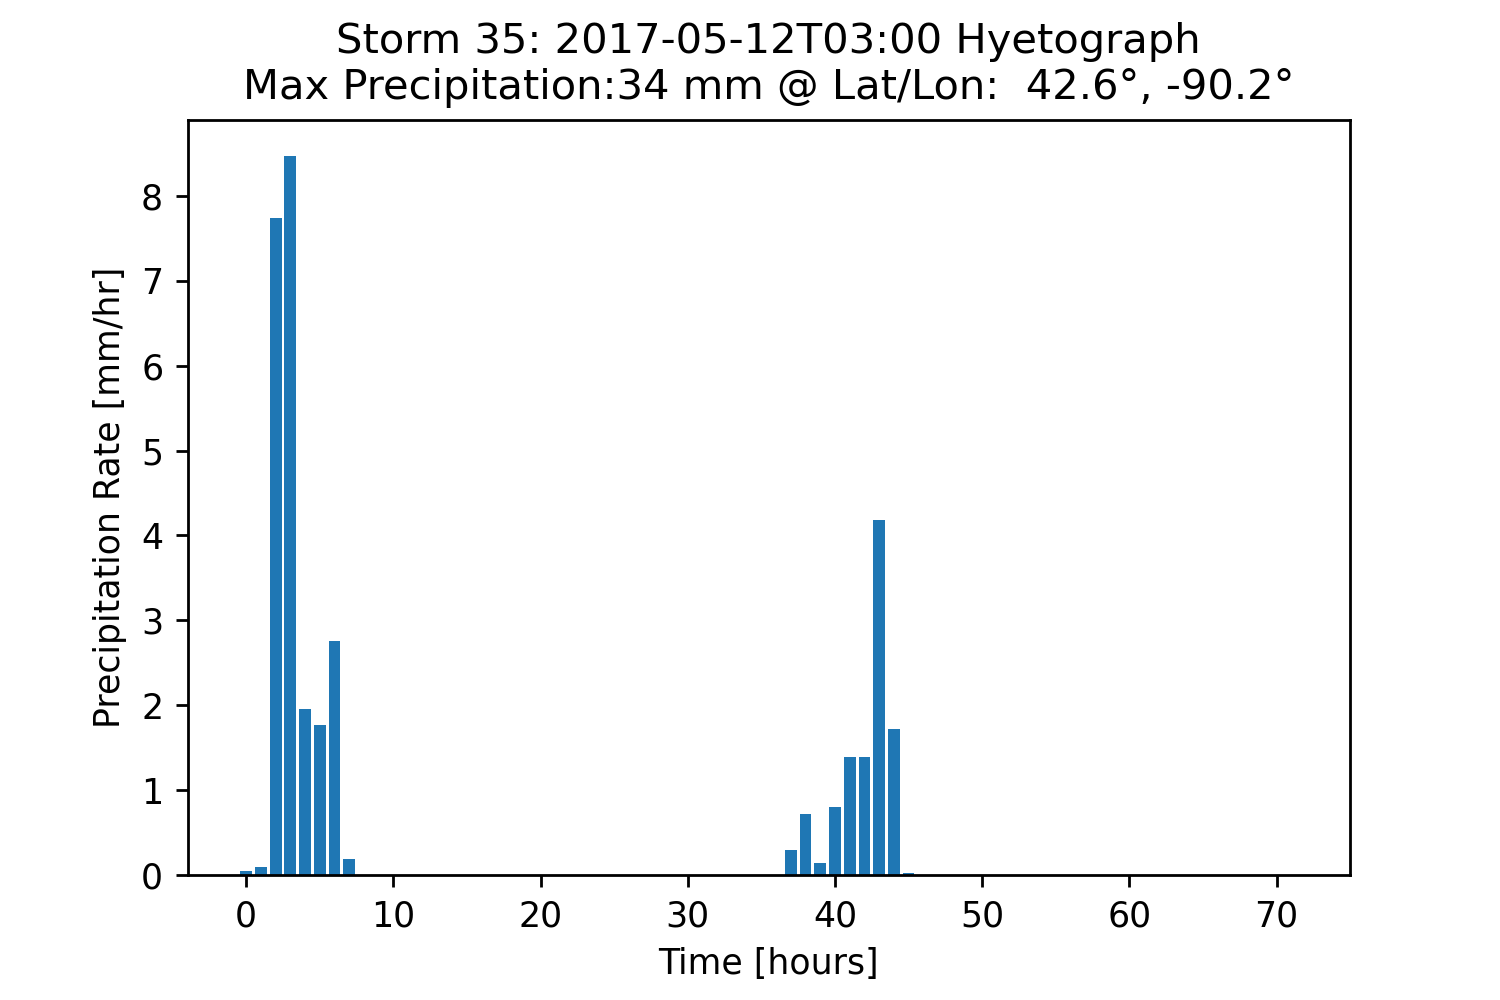 Storm 35: 2017-05-12T03:00 Hyetograph
Max Precipitation:34 mm @ Lat/Lon:  42.6°, -90.2°
Precipitation Rate [mm/hr]
8
7
6
5
4
3
2
1
0
0 10 20 30 40 50 60 70
Time [hours]